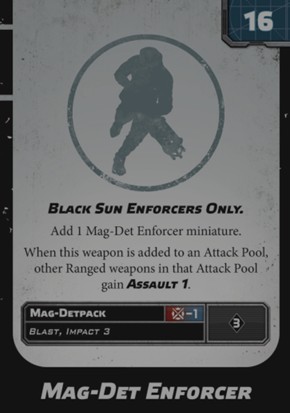 16
BLACK SUN ENFORCERS ONLY.
Add 1 Mag-Det Enforcer miniature.
When this weapon is added to an Attack Pool,
other Ranged weapons in that Attack Pool
gain ASSAULT 1.
MAG-DETPACK -1
BLAST, IMPACT 3 3
MAG-DET ENFORCER